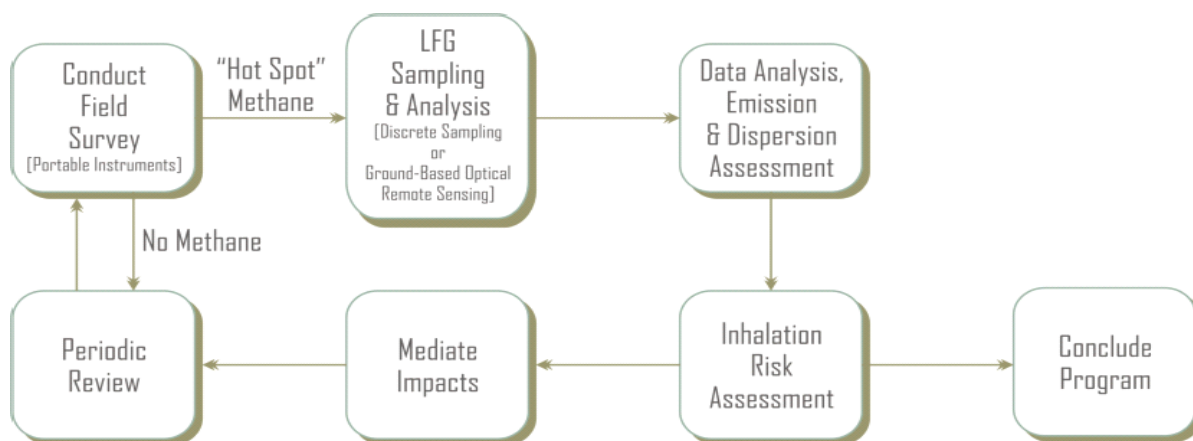 Conduct
Field
Survey
[Portable Instruments]
"Hot Spot"
Methane
LFG
Sampling
& Analysis
[Discrete Sampling
or
Ground-Based Optical
Remote Sensing]
Data Analysis,
Emission
& Dispersion
Assessment
No Methane
Periodic
Review
Mediate
Impacts
Inhalation
Risk
Assessment
Conclude
Program